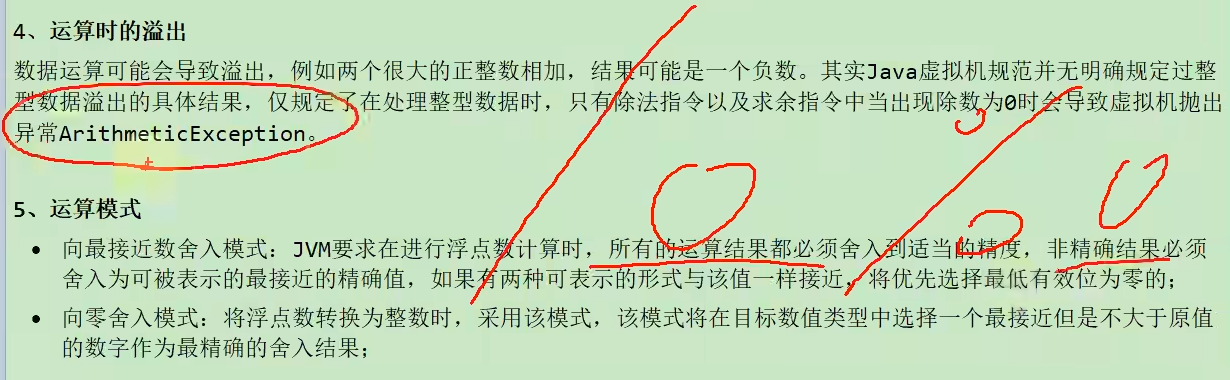 4、运算时的溢出
数据运算可能会导致溢出，例如两个很大的正整数相加，结果可能是一个负数。其实Java虚拟机规范并无明确规定过整
型数据溢出的具体结果，仅规定了在处理整型数据时，只有除法指令以及求余指令中当出现除数为0时会导致虚拟机抛出
异常ArithmeticException。
5、运算模式
• 向最接近数舍入模式：JVM要求在进行浮点数计算时，所有的运算结果都必须舍入到适当的精度，非精确结果必须
舍入为可被表示的最接近的精确值，如果有两种可表示的形式与该值一样接近，将优先选择最低有效位为零的；
• 向零舍入模式：将浮点数转换为整数时，采用该模式，该模式将在目标数值类型中选择一个最接近但是不大于原值
的数字作为最精确的舍入结果；